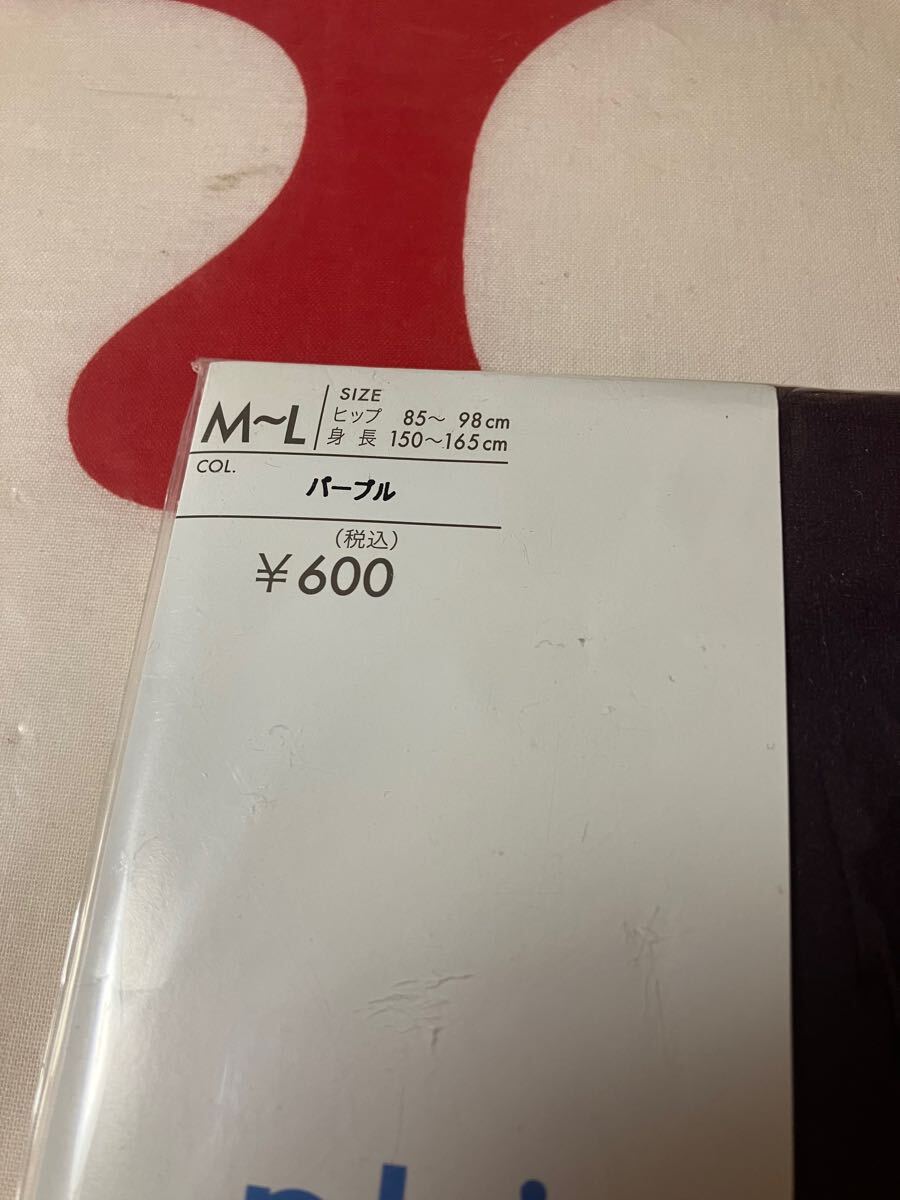 M〜L
SIZE
ヒップ 85〜 98cm
身 長 150〜165cm
COL.
パープル
(税込)
¥600